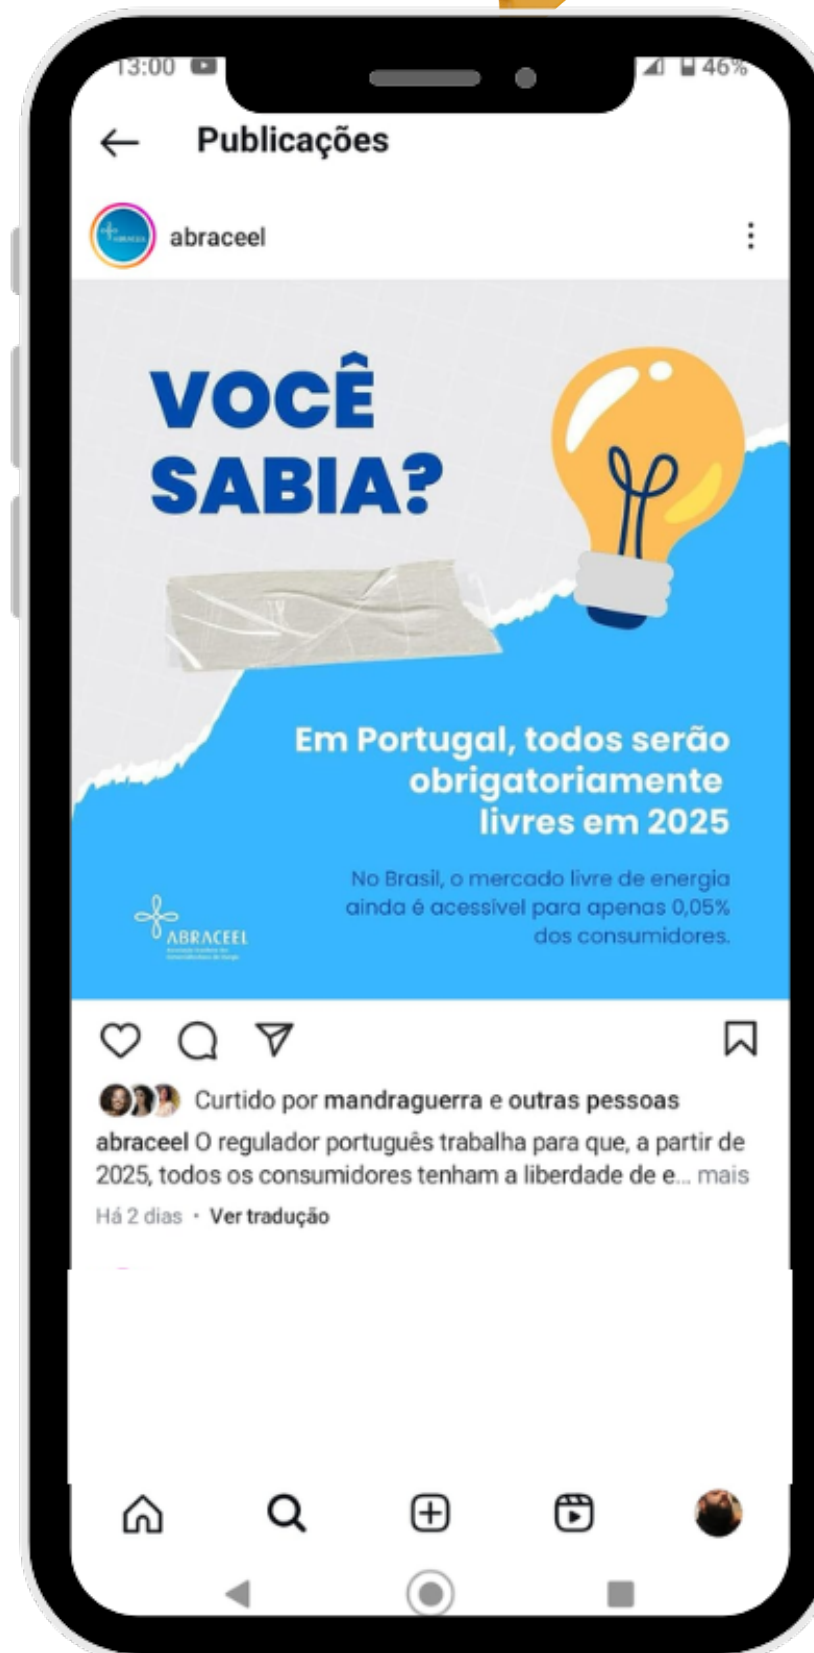 13:00
46%
Publicações
abraceel
VOCÊ
SABIA?
Em Portugal, todos serão
obrigatoriamente
livres em 2025
No Brasil, o mercado livre de energia
ainda é acessível para apenas 0,05%
dos consumidores.
ABRACEEL
Curtido por mandraguerra e outras pessoas
abraceel O regulador português trabalha para que, a partir de
2025, todos os consumidores tenham a liberdade de e... mais
Há 2 dias · Ver tradução